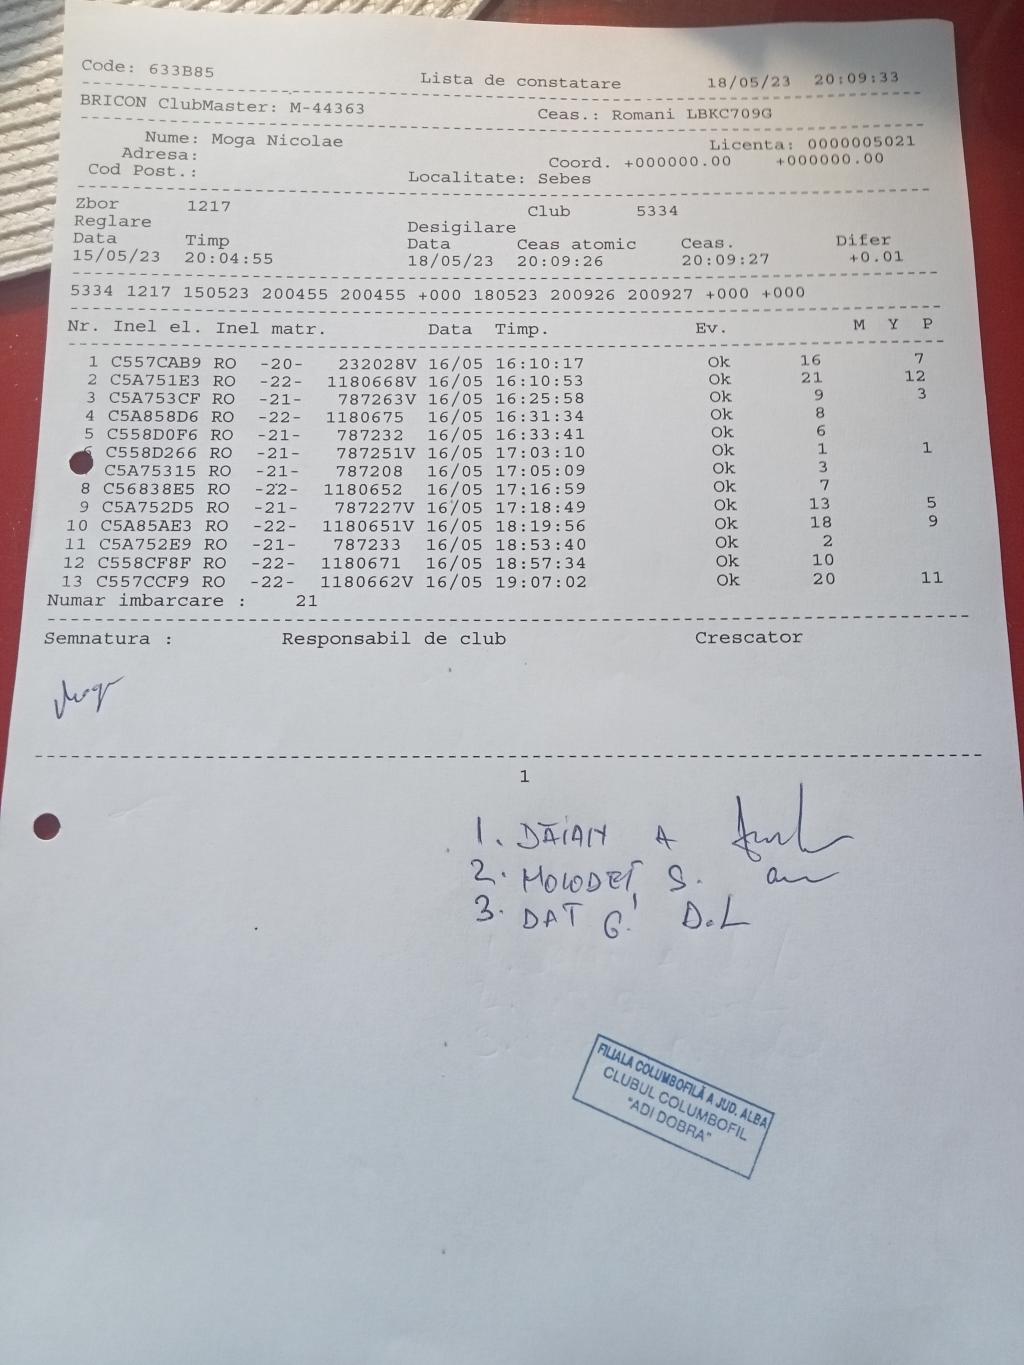 Code: 633B85 Lista de constatare 18/05/23 20:09:33
BRICON ClubMaster: M-44363 Ceas.: Romani LBKC709G
Nume: Moga Nicolae Licenta: 0000005021
Adresa: Coord. +000000.00 +000000.00
Cod Post.: Localitate: Sebes
Zbor 1217 Club 5334
Reglare Desigilare
Data Timp Data Ceas atomic Ceas. Difer
15/05/23 20:04:55 18/05/23 20:09:26 20:09:27 +0.01
5334 1217 150523 200455 200455 +000 180523 200926 200927 +000 +000
Nr. Inel el. Inel matr. Data Timp. Ev. M Y P
1 C557CAB9 RO -20- 232028V 16/05 16:10:17 Ok 16 7
2 C5A751E3 RO -22- 1180668V 16/05 16:10:53 Ok 21 12
3 C5A753CF RO -21- 787263V 16/05 16:25:58 Ok 9 3
4 C5A858D6 RO -22- 1180675 16/05 16:31:34 Ok 8
5 C558D0F6 RO -21- 787232 16/05 16:33:41 Ok 6
6 C558D266 RO -21- 787251V 16/05 17:03:10 Ok 1 1
C5A75315 RO -21- 787208 16/05 17:05:09 Ok 3
8 C56838E5 RO -22- 1180652 16/05 17:16:59 Ok 7
9 C5A752D5 RO -21- 787227V 16/05 17:18:49 Ok 13 5
10 C5A85AE3 RO -22- 1180651V 16/05 18:19:56 Ok 18 9
11 C5A752E9 RO -21- 787233 16/05 18:53:40 Ok 2
12 C558CF8F RO -22- 1180671 16/05 18:57:34 Ok 10
13 C557CCF9 RO -22- 1180662V 16/05 19:07:02 Ok 20 11
Numar imbarcare : 21
Semnatura : Responsabil de club Crescator
1
1. DĂIAN A
2. MOLODEȚ S.
3. DAT G. D.L
FILIALA COLUMBOFILĂ A JUD. ALBA
CLUBUL COLUMBOFIL
"ADI DOBRA"